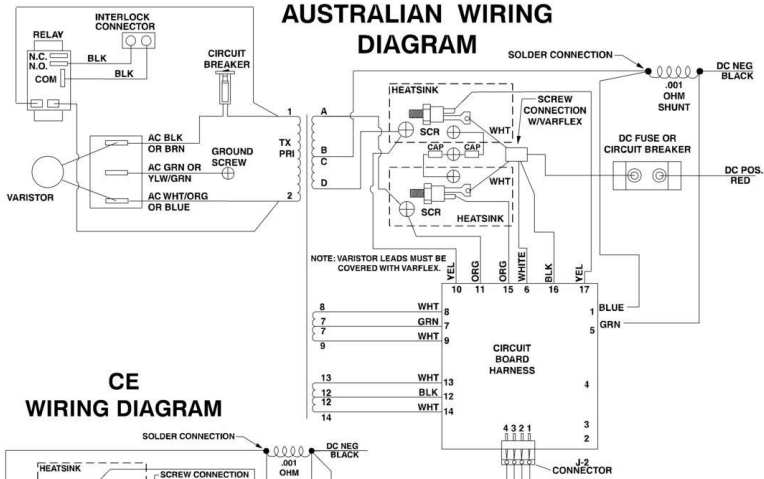 AUSTRALIAN WIRING
DIAGRAM
INTERLOCK
CONNECTOR
RELAY
N.C.
N.O.
COM
BLK
BLK
CIRCUIT
BREAKER
SOLDER CONNECTION
DC NEG
BLACK
.001
OHM
SHUNT
HEATSINK
WHT
SCR
CAP
CAP
SCREW
CONNECTION
W/VARFLEX
DC FUSE OR
CIRCUIT BREAKER
DC POS.
RED
1
TX
PRI
2
A
B
C
D
AC BLK
OR BRN
AC GRN OR
YLW/GRN
GROUND
SCREW
AC WHT/ORG
OR BLUE
VARISTOR
WHT
SCR
HEATSINK
NOTE: VARISTOR LEADS MUST BE
COVERED WITH VARFLEX.
YEL
ORG
ORG
WHITE
BLK
YEL
10 11 15 6 16 17
8 WHT 8
7 GRN 7
7 WHT 9
9
1 BLUE
5 GRN
CIRCUIT
BOARD
HARNESS
13 WHT 13
12 BLK 12
12 WHT 14
14
4
3
2
4 3 2 1
J-2
CONNECTOR
CE
WIRING DIAGRAM
SOLDER CONNECTION
DC NEG
BLACK
.001
OHM
HEATSINK
SCREW CONNECTION